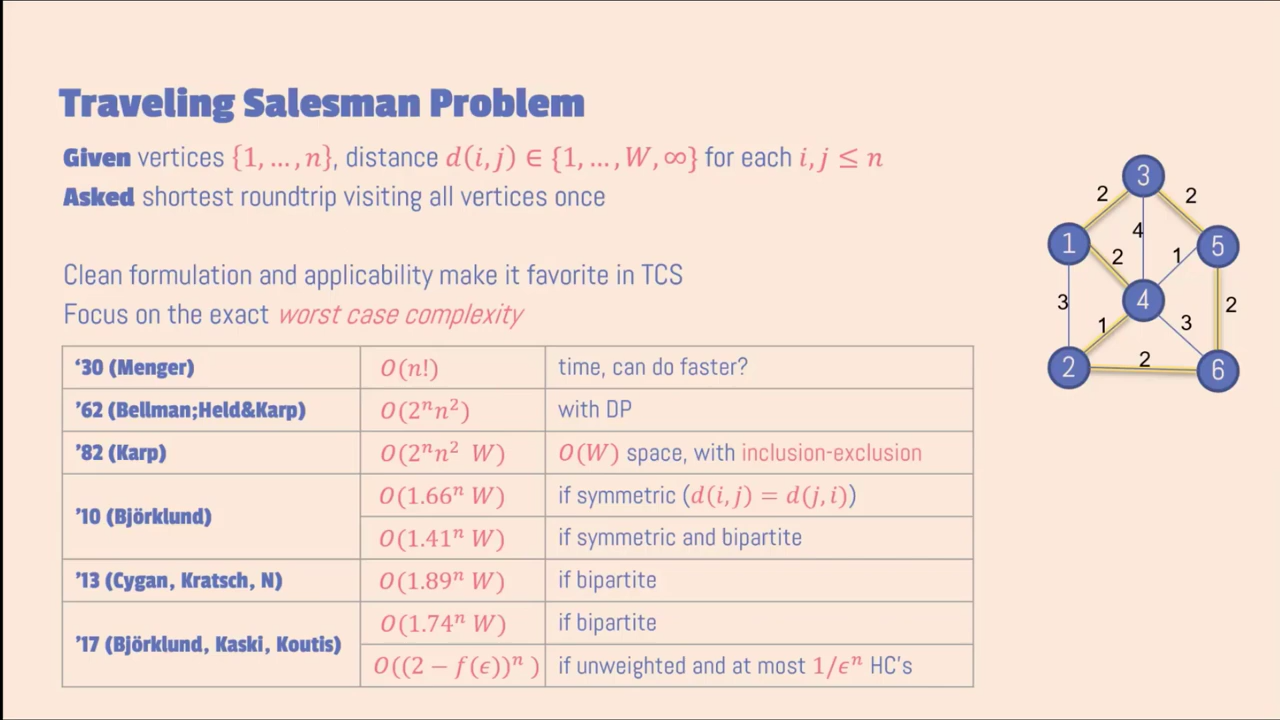 Traveling Salesman Problem
Given vertices {1, …, n}, distance d(i, j) ∈ {1, …, W, ∞} for each i, j ≤ n
Asked shortest roundtrip visiting all vertices once
Clean formulation and applicability make it favorite in TCS
Focus on the exact worst case complexity
‘30 (Menger) O(n!) time, can do faster?
’62 (Bellman;Held&Karp) O(2ⁿn²) with DP
’82 (Karp) O(2ⁿn² W) O(W) space, with inclusion-exclusion
’10 (Björklund) O(1.66ⁿ W) if symmetric (d(i, j) = d(j, i))
O(1.41ⁿ W) if symmetric and bipartite
’13 (Cygan, Kratsch, N) O(1.89ⁿ W) if bipartite
’17 (Björklund, Kaski, Koutis) O(1.74ⁿ W) if bipartite
O((2 − f(ϵ))ⁿ) if unweighted and at most 1/ϵⁿ HC’s
3
2 2
1 4 5
2 1
3 4 2
1 3
2 2 6